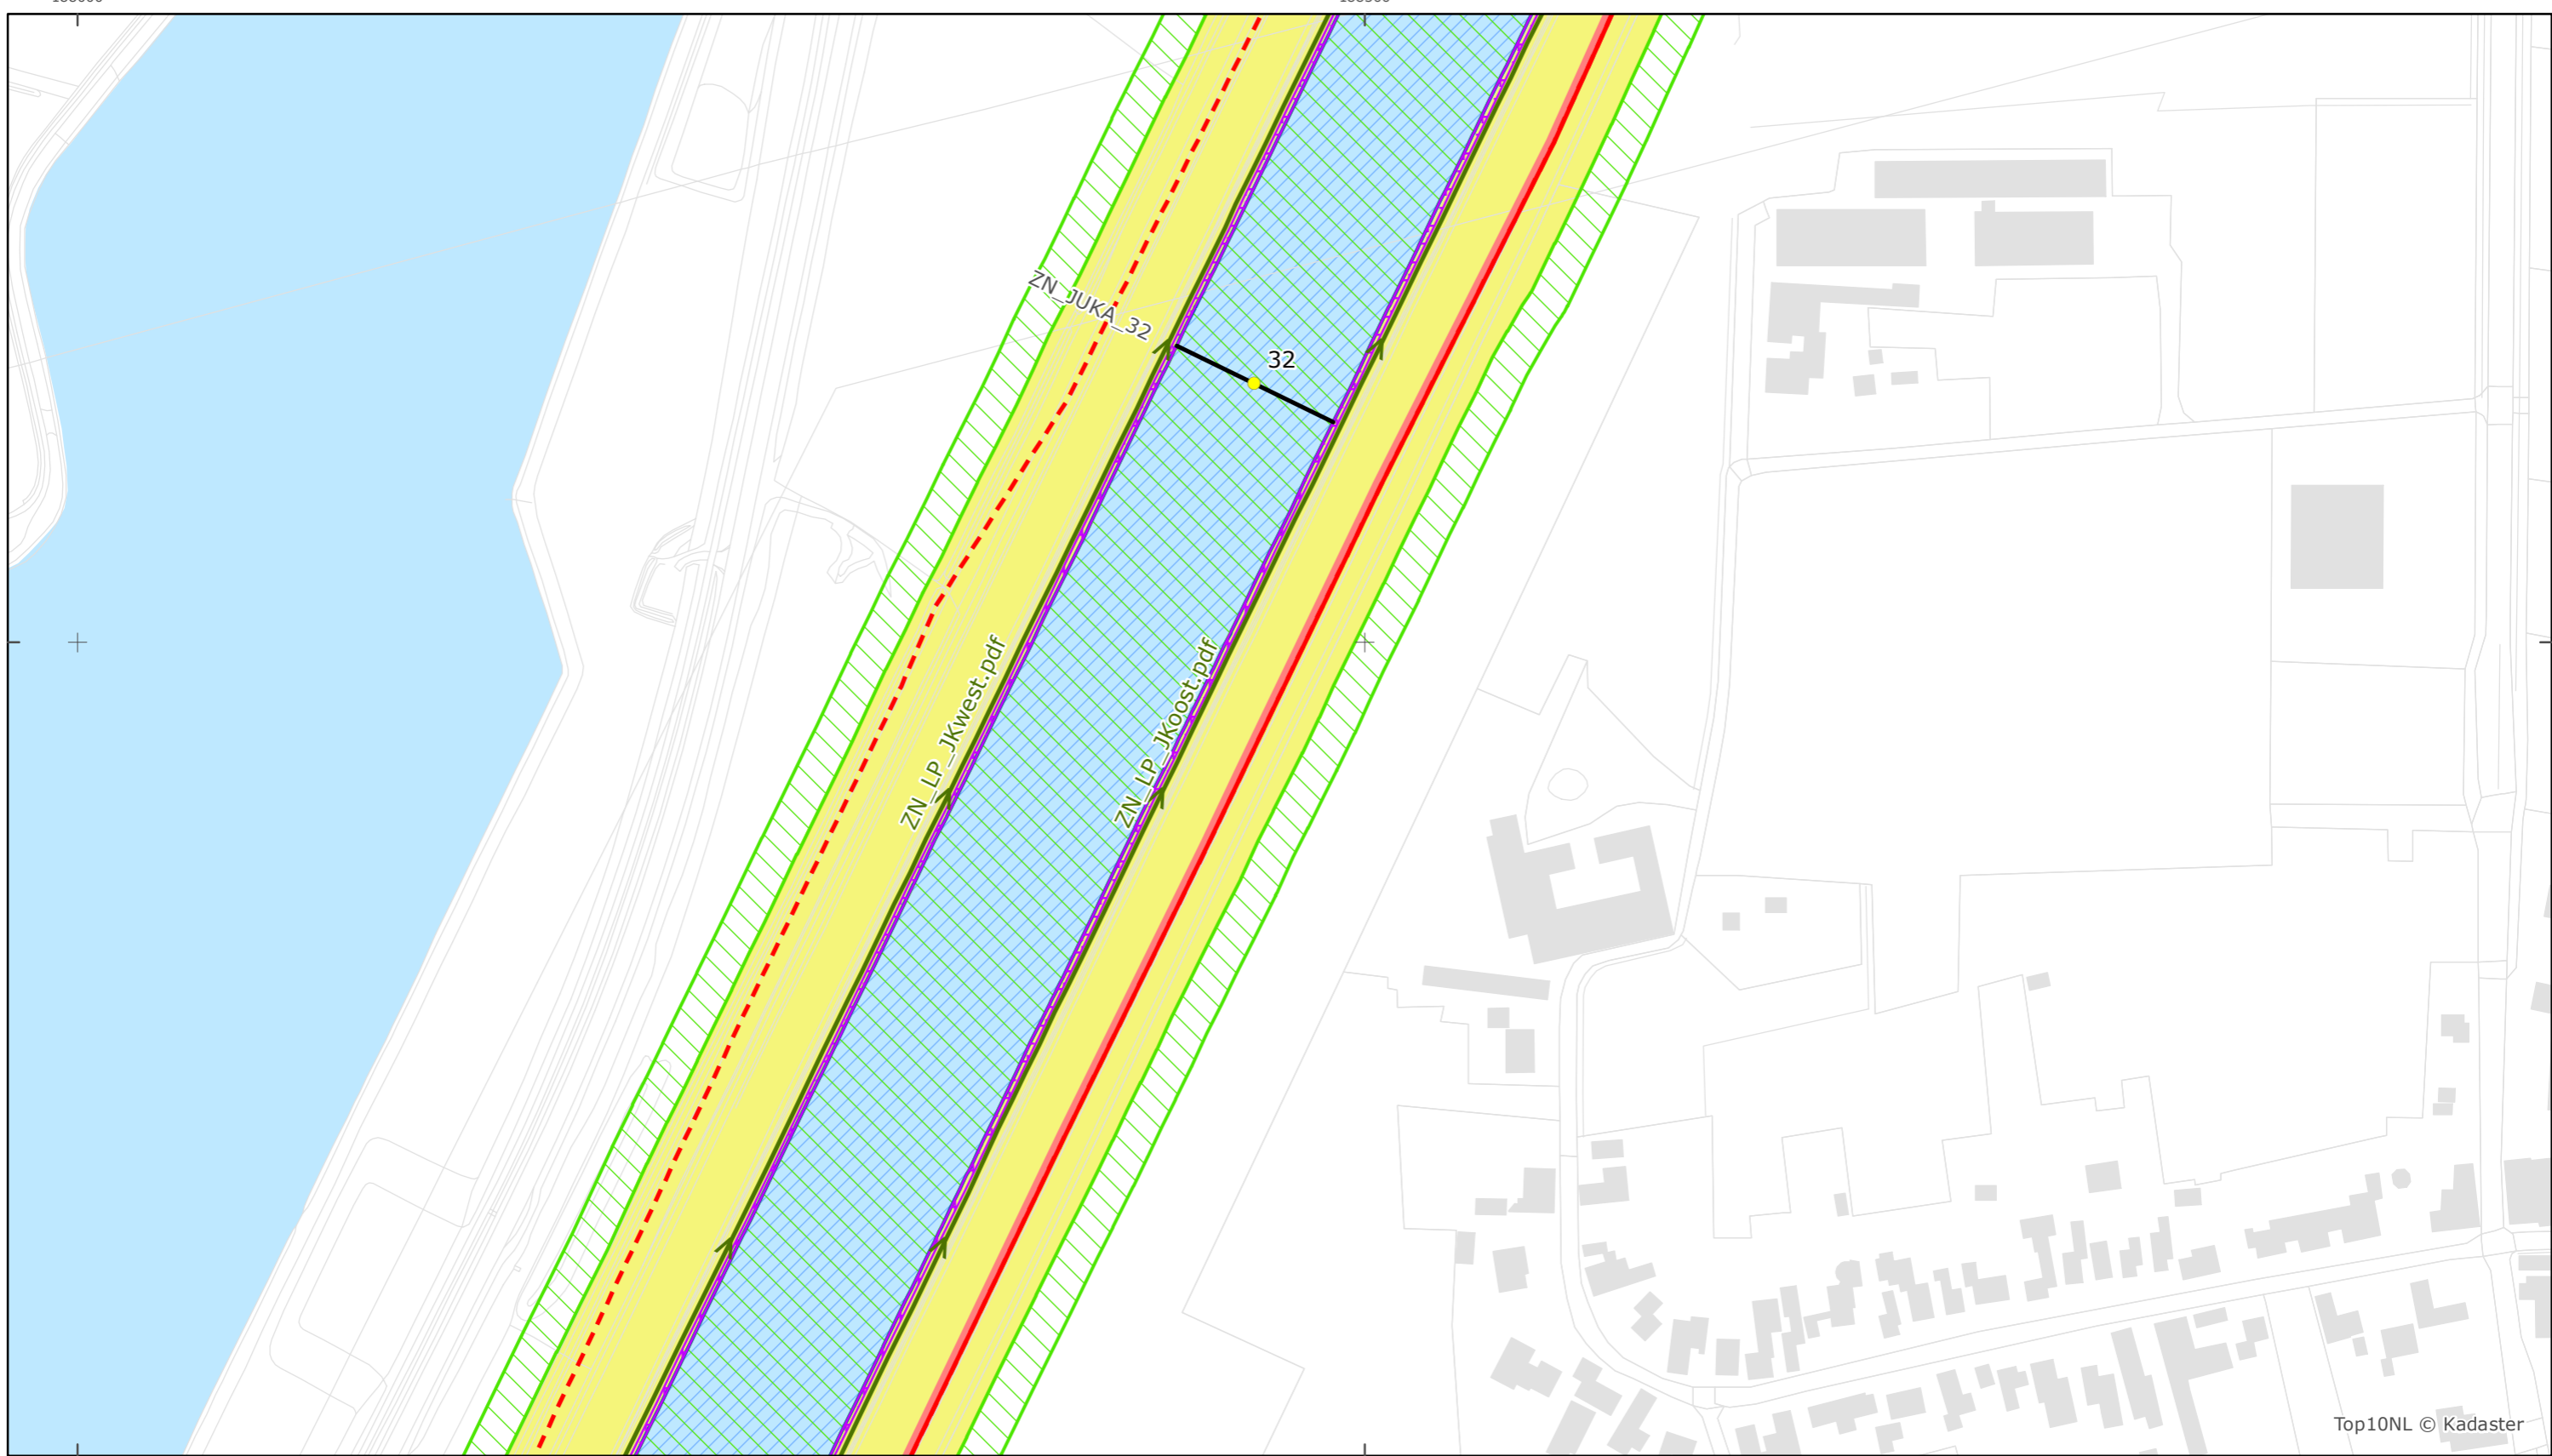 ZN_JUKA_32
32
ZN_LP_JKwest.pdf
ZN_LP_JKoost.pdf
Top10NL © Kadaster